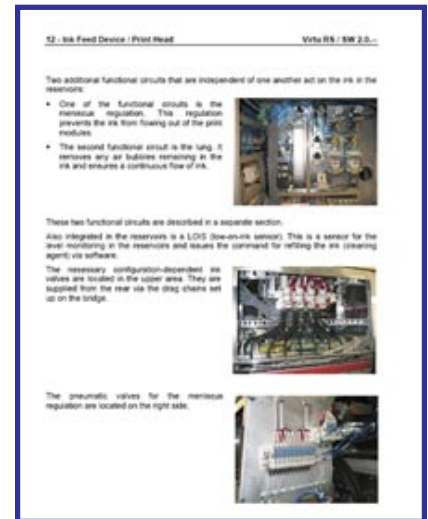 12 - Ink Feed Device / Print Head
Virtu RS / SW 2.0.--
Two additional functional circuits that are independent of one another act on the ink in the
reservoirs:
• One of the functional circuits is the
meniscus regulation. This regulation
prevents the ink from flowing out of the print
modules.
• The second functional circuit is the lung. It
removes any air bubbles remaining in the
ink and ensures a continuous flow of ink.
These two functional circuits are described in a separate section.
Also integrated in the reservoirs is a LOIS (low-on-ink sensor). This is a sensor for the
level monitoring in the reservoirs and issues the command for refilling the ink (cleaning
agent) via software.
The necessary configuration-dependent ink
valves are located in the upper area. They are
supplied from the rear via the drag chains set
up on the bridge.
The pneumatic valves for the meniscus
regulation are located on the right side.